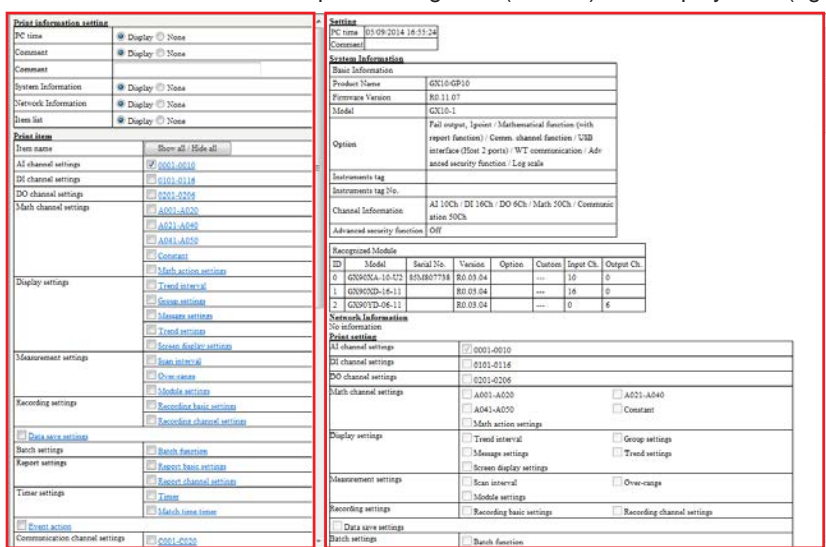 Print information setting
PC time Display None
Comment Display None
Comment
System Information Display None
Network Information Display None
Item list Display None
Print item
Item name Show all / Hide all
AI channel settings 0001-0010
DI channel settings 0101-0116
DO channel settings 0201-0206
Math channel settings A001-A020
A021-A040
A041-A050
Constant
Math action settings
Display settings Trend interval
Group settings
Message settings
Trend settings
Screen display settings
Measurement settings Scan interval
Over-range
Module settings
Recording settings Recording basic settings
Recording channel settings
Data save settings
Batch settings Batch function
Report settings Report basic settings
Report channel settings
Timer settings Timer
Match time timer
Event action
Communication channel settings C001-C020
Setting
PC time 03/09/2014 16:53:24
Comment
System Information
Basic Information
Product Name GX10-GP10
Firmware Version R0.11.07
Model GX10-1
Option Fail output, 1point / Mathematical function (with
report function) / Comm. channel function / USB
interface (Host 2 ports) / WT communication / Adv
anced security function / Log scale
Instruments tag
Instruments tag No.
Channel Information AI 10Ch / DI 16Ch / DO 6Ch / Math 50Ch / Communic
ation 50Ch
Advanced security function Off
Recognized Module
ID Model Serial No. Version Option Custom Input Ch. Output Ch.
0 GX90XA-10-U2 S5M807738 R0.03.04 --- 10 0
1 GX90XD-16-11 R0.03.04 --- 16 0
2 GX90YD-06-11 R0.03.04 --- 0 6
Network Information
No information
Print setting
AI channel settings 0001-0010
DI channel settings 0101-0116
DO channel settings 0201-0206
Math channel settings A001-A020 A021-A040
A041-A050 Constant
Math action settings
Display settings Trend interval Group settings
Message settings Trend settings
Screen display settings
Measurement settings Scan interval Over-range
Module settings
Recording settings Recording basic settings Recording channel settings
Data save settings
Batch settings Batch function